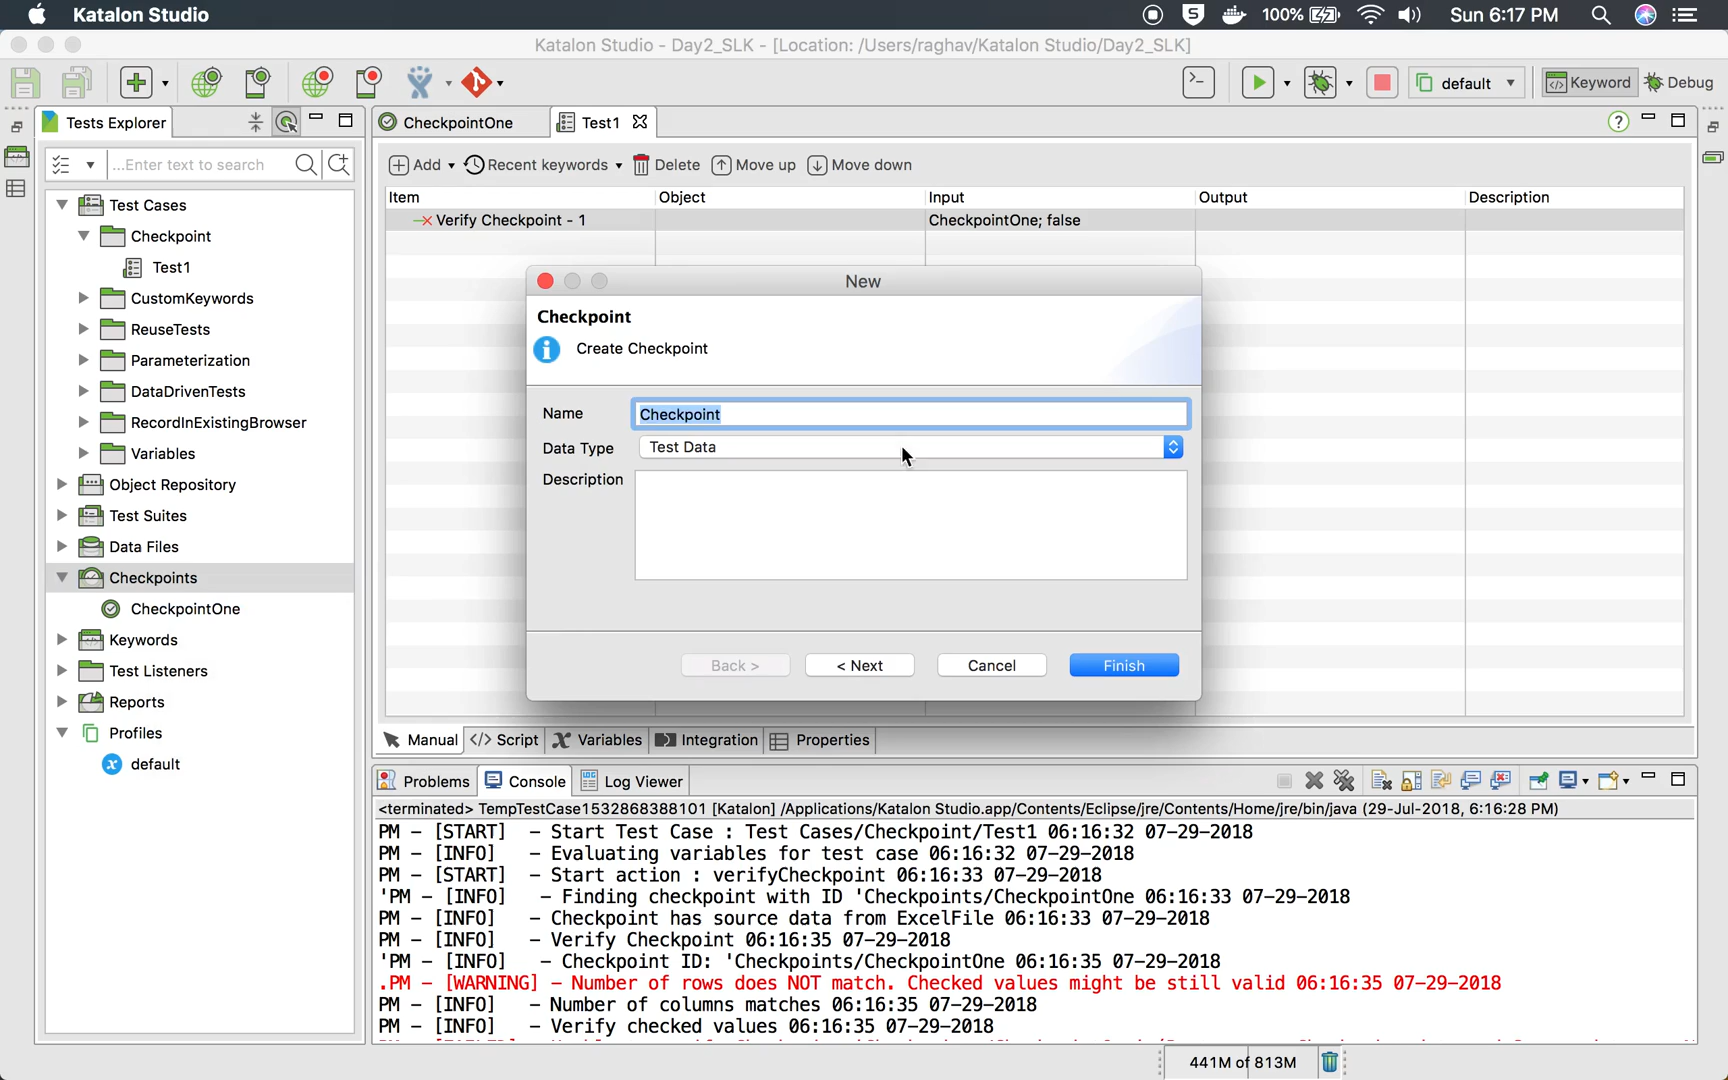 Katalon Studio
100%
Sun 6:17 PM
Katalon Studio - Day2_SLK - [Location: /Users/raghav/Katalon Studio/Day2_SLK]
default
Keyword
Debug
Tests Explorer
CheckpointOne
Test1
...Enter text to search
Add
Recent keywords
Delete
Move up
Move down
Item
Object
Input
Output
Description
Verify Checkpoint - 1
CheckpointOne; false
Test Cases
Checkpoint
Test1
CustomKeywords
ReuseTests
Parameterization
DataDrivenTests
RecordInExistingBrowser
Variables
Object Repository
Test Suites
Data Files
Checkpoints
CheckpointOne
Keywords
Test Listeners
Reports
Profiles
default
New
Checkpoint
Create Checkpoint
Name
Checkpoint
Data Type
Test Data
Description
Back >
< Next
Cancel
Finish
Manual
Script
Variables
Integration
Properties
Problems
Console
Log Viewer
<terminated> TempTestCase1532868388101 [Katalon] /Applications/Katalon Studio.app/Contents/Eclipse/jre/Contents/Home/jre/bin/java (29-Jul-2018, 6:16:28 PM)
PM - [START]  - Start Test Case : Test Cases/Checkpoint/Test1 06:16:32 07-29-2018
PM - [INFO]   - Evaluating variables for test case 06:16:32 07-29-2018
PM - [START]  - Start action : verifyCheckpoint 06:16:33 07-29-2018
'PM - [INFO]   - Finding checkpoint with ID 'Checkpoints/CheckpointOne 06:16:33 07-29-2018
PM - [INFO]   - Checkpoint has source data from ExcelFile 06:16:33 07-29-2018
PM - [INFO]   - Verify Checkpoint 06:16:35 07-29-2018
'PM - [INFO]   - Checkpoint ID: 'Checkpoints/CheckpointOne 06:16:35 07-29-2018
.PM - [WARNING] - Number of rows does NOT match. Checked values might be still valid 06:16:35 07-29-2018
PM - [INFO]   - Number of columns matches 06:16:35 07-29-2018
PM - [INFO]   - Verify checked values 06:16:35 07-29-2018
441M of 813M